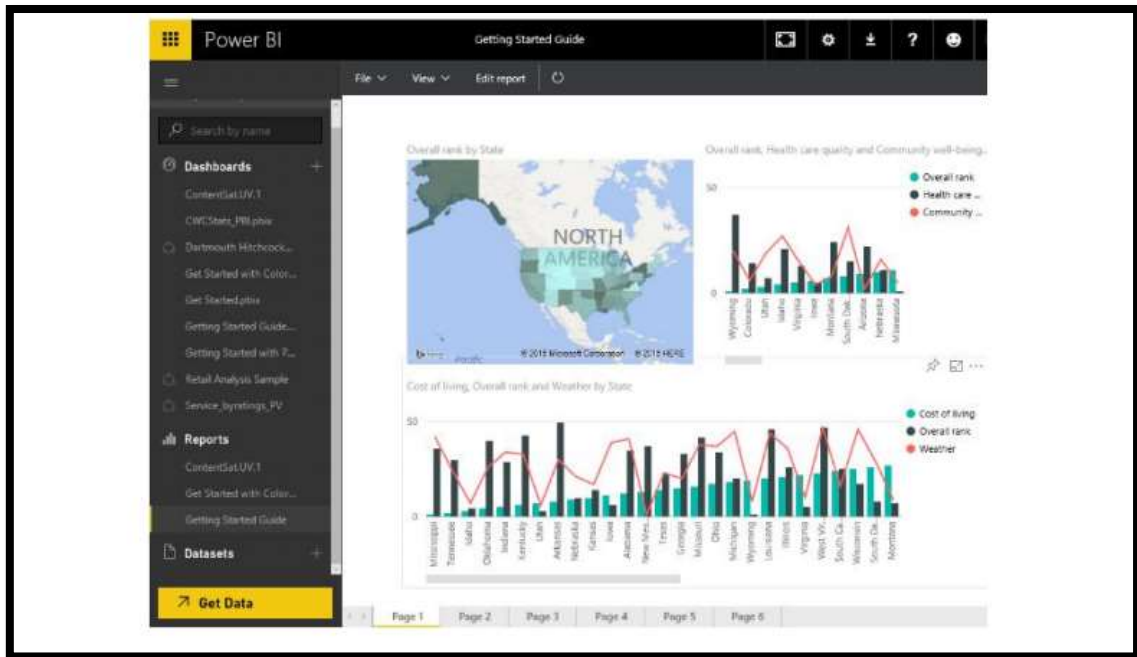 Power BI
Getting Started Guide
?
File
View
Edit report
Search by name
Dashboards
ContentSat.UV.1
CWCStats_PBI.pbix
Dartmouth Hitchcock...
Get Started with Color...
Get Started.pbix
Getting Started Guide...
Getting Started with 7...
Retail Analysis Sample
Service_byratings_PV
Reports
ContentSat.UV.1
Get Started with Color...
Getting Started Guide
Datasets
Get Data
Overall rank by State
NORTH
AMERICA
Pacific
© 2015 Microsoft Corporation © 2015 HERE
Overall rank, Health care quality and Community well-being...
Overall rank
Health care ...
Community ...
50
0
Wyoming
Colorado
Utah
Idaho
Virginia
Iowa
Montana
South Dak...
Arizona
Nebraska
Minnesota
Cost of living, Overall rank and Weather by State
Cost of living
Overall rank
Weather
50
0
Mississippi
Tennessee
Idaho
Oklahoma
Indiana
Kentucky
Utah
Arkansas
Nebraska
Kansas
Iowa
Alabama
New Mex...
Texas
Georgia
Missouri
Ohio
Michigan
Wyoming
Louisiana
Illinois
Virginia
West Vir...
South Ca...
Wisconsin
South Da...
Montana
Page 1
Page 2
Page 3
Page 4
Page 5
Page 6